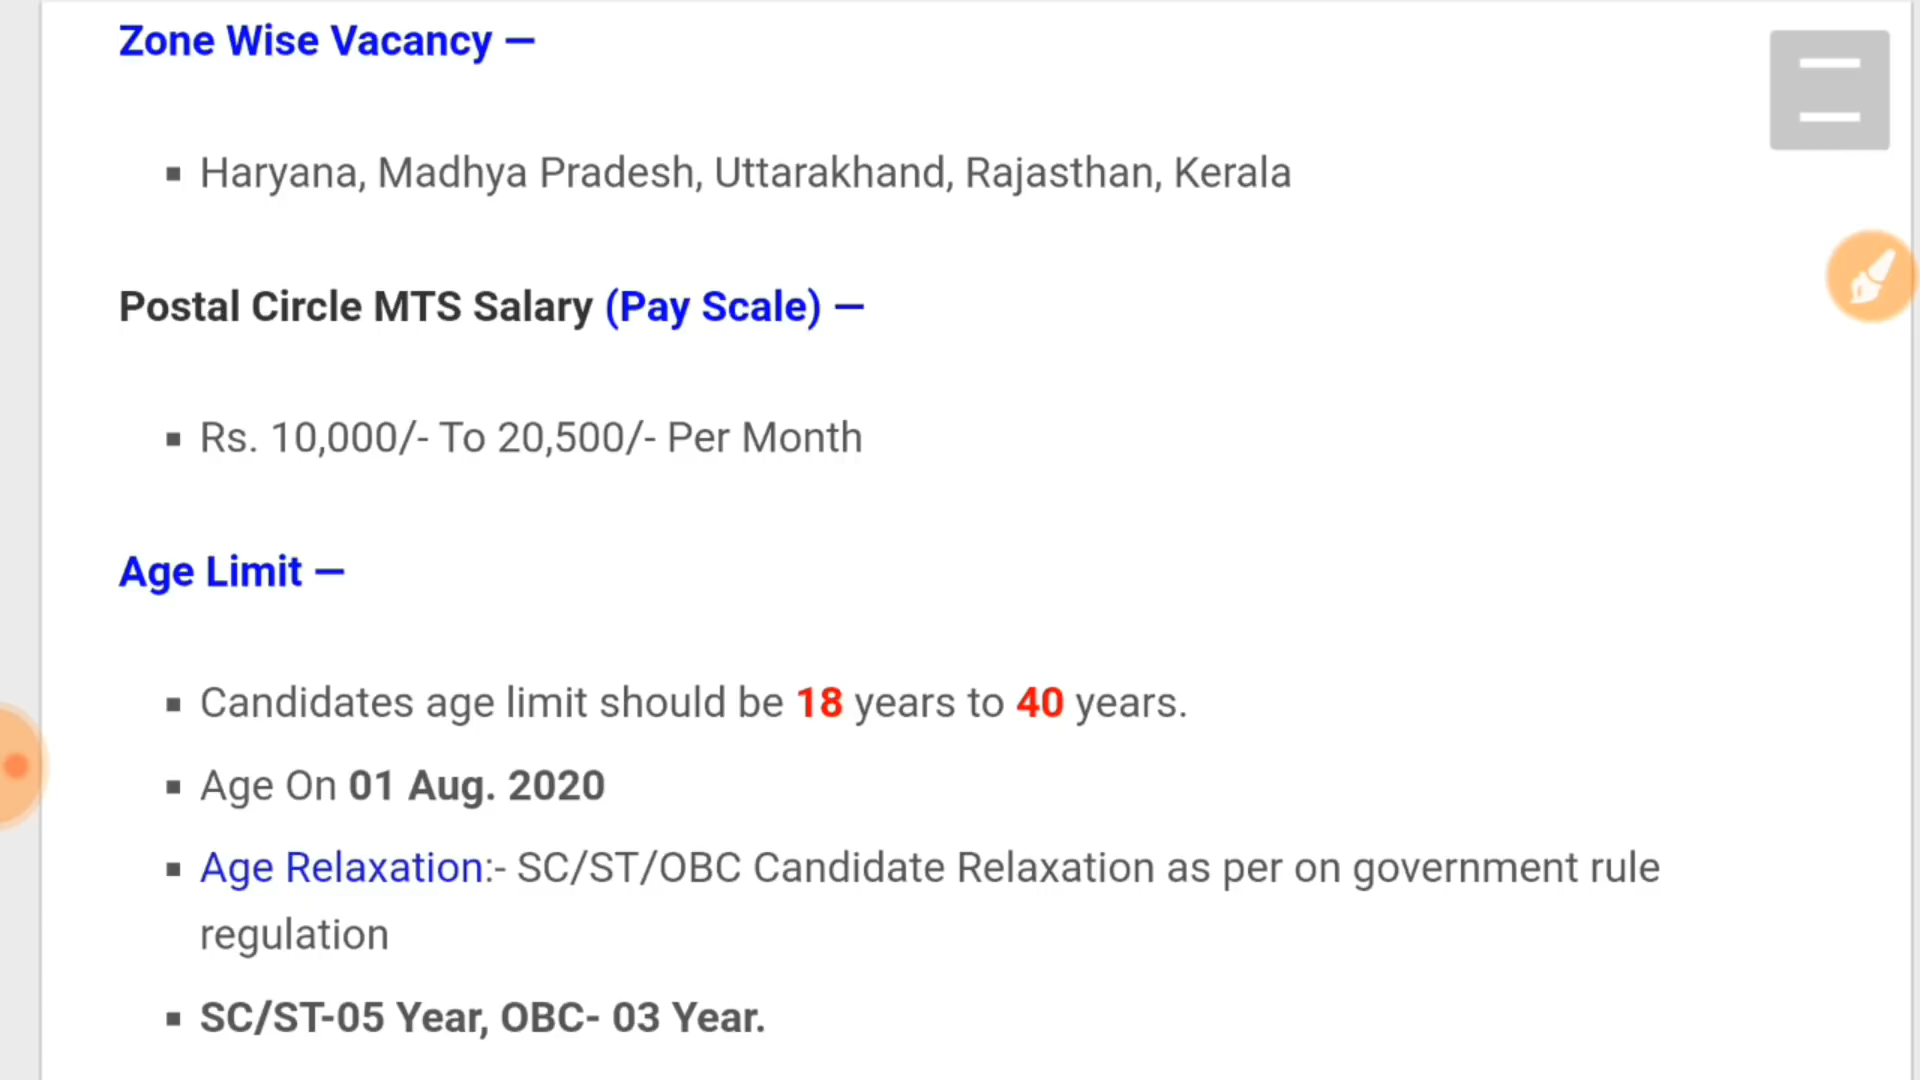 Zone Wise Vacancy –
Haryana, Madhya Pradesh, Uttarakhand, Rajasthan, Kerala
Postal Circle MTS Salary (Pay Scale) –
Rs. 10,000/- To 20,500/- Per Month
Age Limit –
Candidates age limit should be 18 years to 40 years.
Age On 01 Aug. 2020
Age Relaxation:- SC/ST/OBC Candidate Relaxation as per on government rule
regulation
SC/ST-05 Year, OBC- 03 Year.